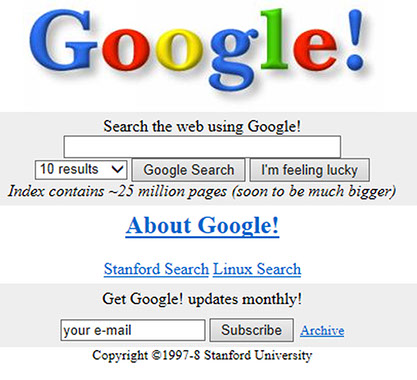 Google!
Search the web using Google!
10 results Google Search I'm feeling lucky
Index contains ~25 million pages (soon to be much bigger)
About Google!
Stanford Search Linux Search
Get Google! updates monthly!
your e-mail Subscribe Archive
Copyright ©1997-8 Stanford University